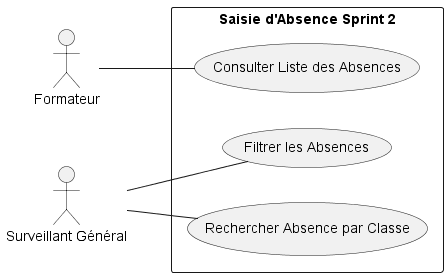 Saisie d'Absence Sprint 2
Consulter Liste des Absences
Formateur
Filtrer les Absences
Rechercher Absence par Classe
Surveillant Général